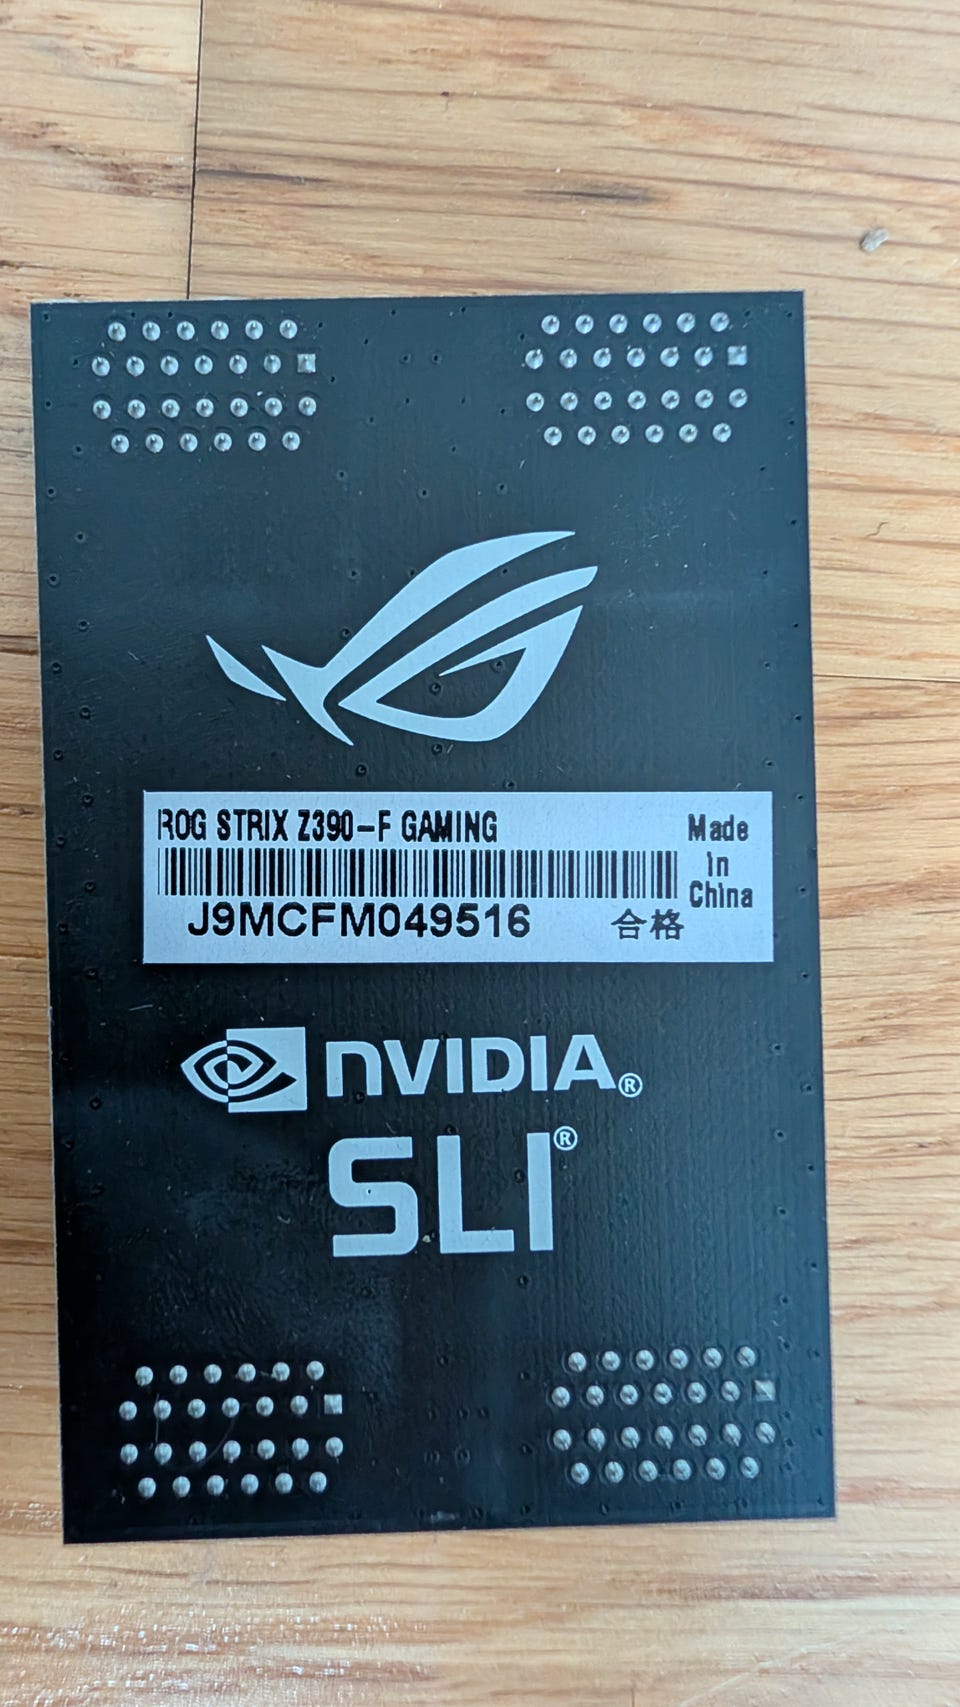 ROG STRIX Z390-F GAMING
Made
in
China
J9MCFM049516
合格
NVIDIA®
SLI®